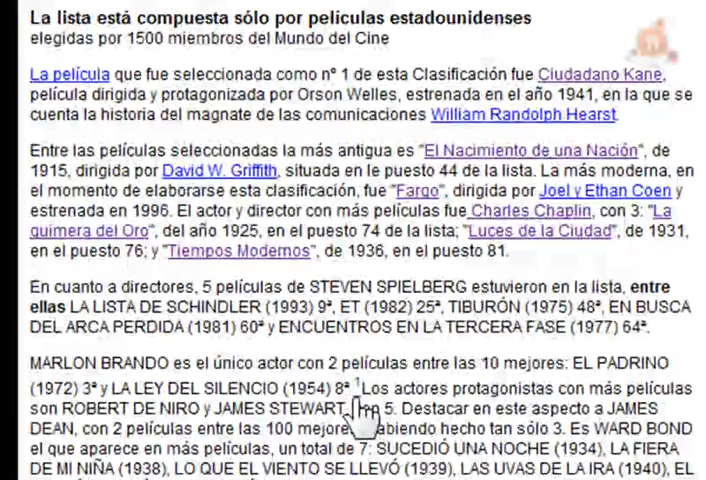 La lista está compuesta sólo por películas estadounidenses
elegidas por 1500 miembros del Mundo del Cine
La película que fue seleccionada como nº 1 de esta Clasificación fue Ciudadano Kane,
película dirigida y protagonizada por Orson Welles, estrenada en el año 1941, en la que se
cuenta la historia del magnate de las comunicaciones William Randolph Hearst.
Entre las películas seleccionadas la más antigua es "El Nacimiento de una Nación", de
1915, dirigida por David W. Griffith, situada en le puesto 44 de la lista. La más moderna, en
el momento de elaborarse esta clasificación, fue "Fargo", dirigida por Joel y Ethan Coen y
estrenada en 1996. El actor y director con más películas fue Charles Chaplin, con 3: "La
quimera del Oro", del año 1925, en el puesto 74 de la lista; "Luces de la Ciudad", de 1931,
en el puesto 76; y "Tiempos Modernos", de 1936, en el puesto 81.
En cuanto a directores, 5 películas de STEVEN SPIELBERG estuvieron en la lista, entre
ellas LA LISTA DE SCHINDLER (1993) 9ª, ET (1982) 25ª, TIBURÓN (1975) 48ª, EN BUSCA
DEL ARCA PERDIDA (1981) 60ª y ENCUENTROS EN LA TERCERA FASE (1977) 64ª.
MARLON BRANDO es el único actor con 2 películas entre las 10 mejores: EL PADRINO
(1972) 3ª y LA LEY DEL SILENCIO (1954) 8ª ¹Los actores protagonistas con más películas
son ROBERT DE NIRO y JAMES STEWART, 5. Destacar en este aspecto a JAMES
DEAN, con 2 películas entre las 100 mejore abiendo hecho tan sólo 3. Es WARD BOND
el que aparece en más películas, un total de 7: SUCEDIÓ UNA NOCHE (1934), LA FIERA
DE MI NIÑA (1938), LO QUE EL VIENTO SE LLEVÓ (1939), LAS UVAS DE LA IRA (1940), EL